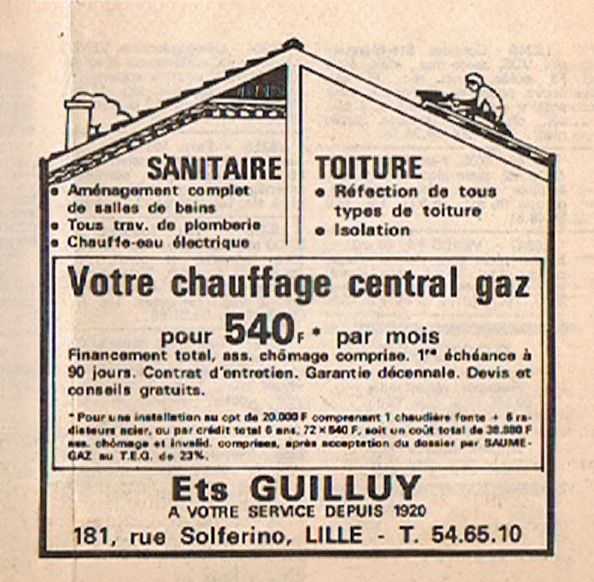 SANITAIRE
• Aménagement complet
de salles de bains
• Tous trav. de plomberie
• Chauffe-eau électrique
TOITURE
• Réfection de tous
types de toiture
• Isolation
Votre chauffage central gaz
pour 540F* par mois
Financement total, ass. chômage comprise. 1re échéance à
90 jours. Contrat d'entretien. Garantie décennale. Devis et
conseils gratuits.
*Pour une installation au cpt de 20.000 F comprenant 1 chaudière fonte + 6 ra-
diateurs acier, ou par crédit total 6 ans, 72 x 540 F, soit un coût total de 38.880 F
ass. chômage et invalid. comprises, après acceptation du dossier par SAUME-
GAZ au T.E.G. de 23%.
Ets GUILLUY
A VOTRE SERVICE DEPUIS 1920
181, rue Solferino, LILLE - T. 54.65.10